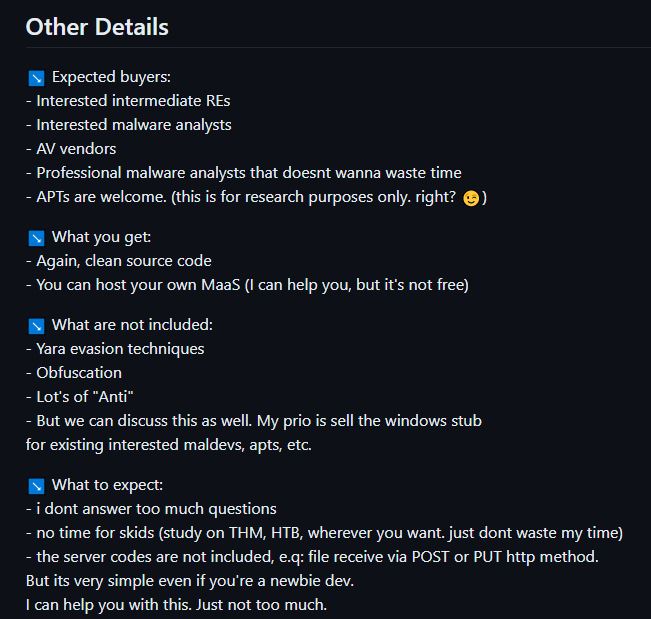 Other Details
↘️ Expected buyers:
- Interested intermediate REs
- Interested malware analysts
- AV vendors
- Professional malware analysts that doesnt wanna waste time
- APTs are welcome. (this is for research purposes only. right? 😉)
↘️ What you get:
- Again, clean source code
- You can host your own MaaS (I can help you, but it's not free)
↘️ What are not included:
- Yara evasion techniques
- Obfuscation
- Lot's of "Anti"
- But we can discuss this as well. My prio is sell the windows stub
for existing interested maldevs, apts, etc.
↘️ What to expect:
- i dont answer too much questions
- no time for skids (study on THM, HTB, wherever you want. just dont waste my time)
- the server codes are not included, e.q: file receive via POST or PUT http method.
But its very simple even if you're a newbie dev.
I can help you with this. Just not too much.